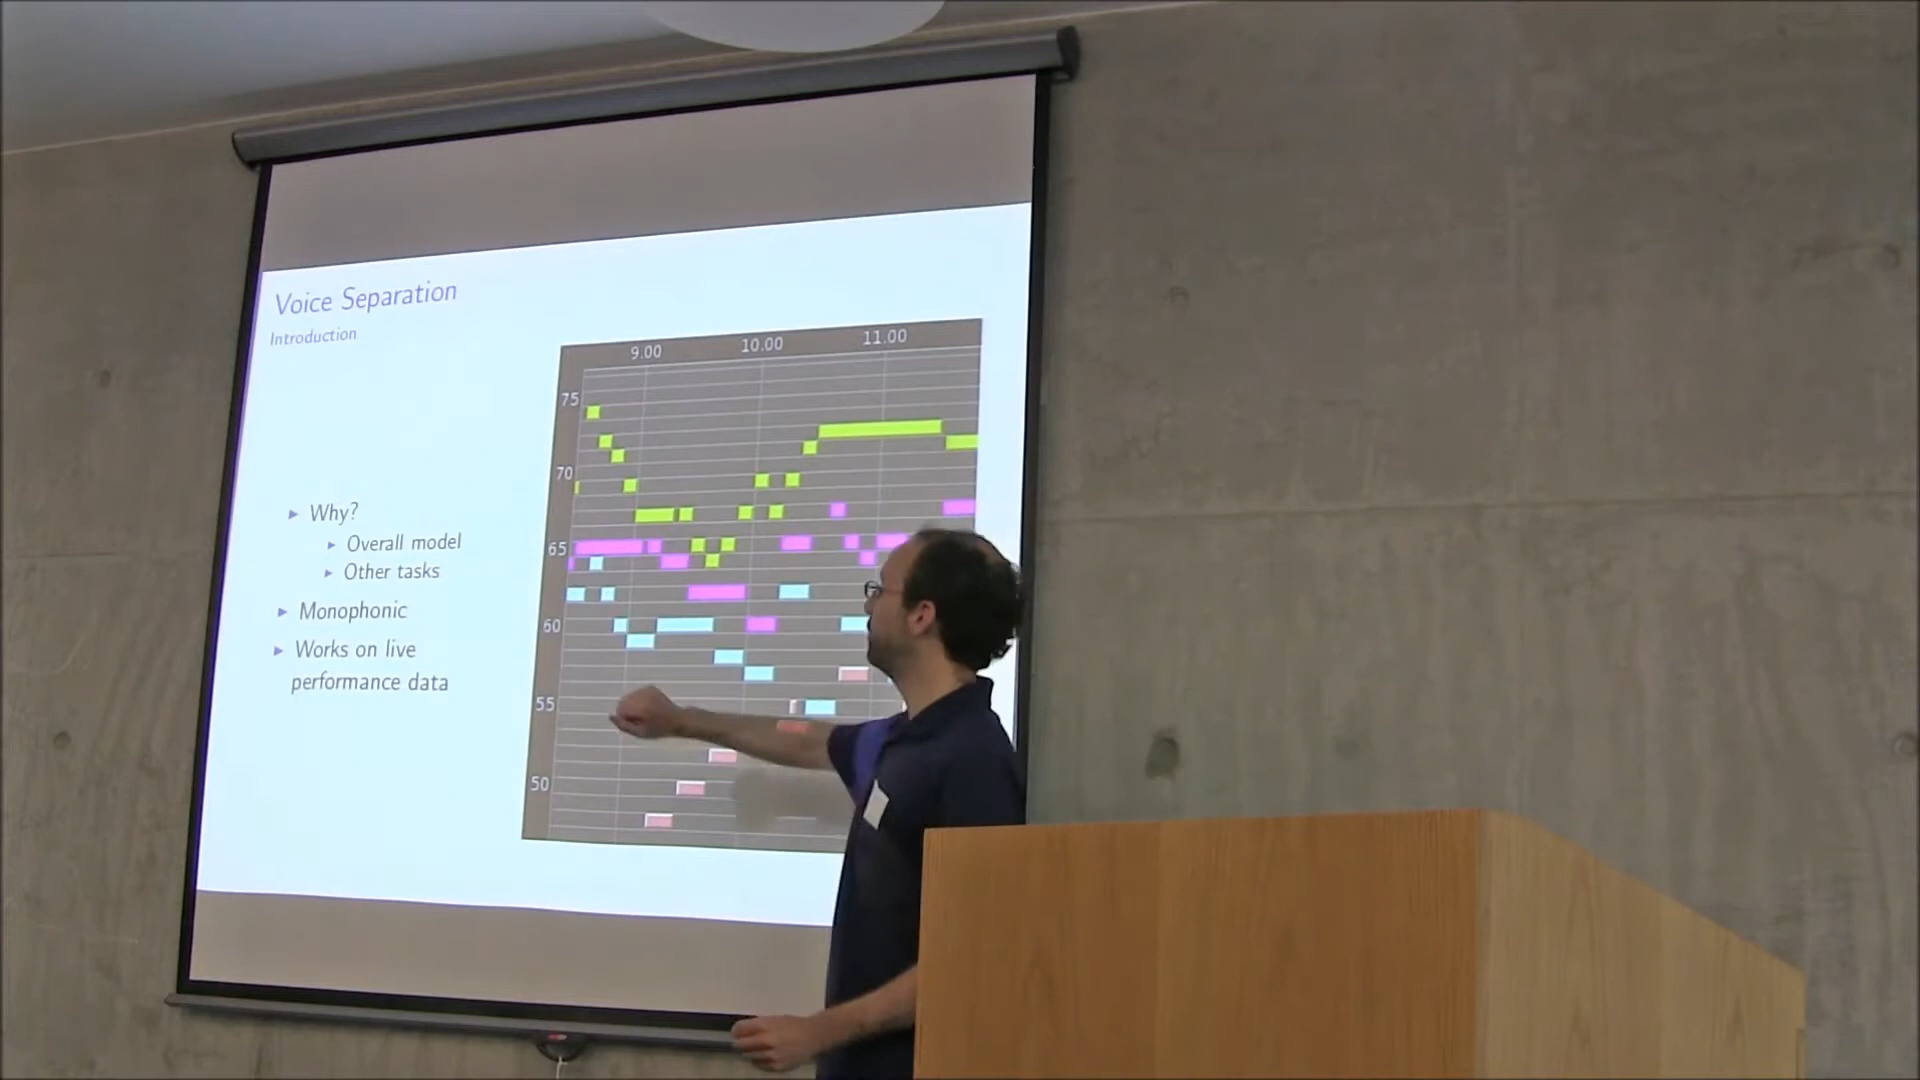 Voice Separation
Introduction
Why?
Overall model
Other tasks
Monophonic
Works on live
performance data
9.00 10.00 11.00
75
70
65
60
55
50